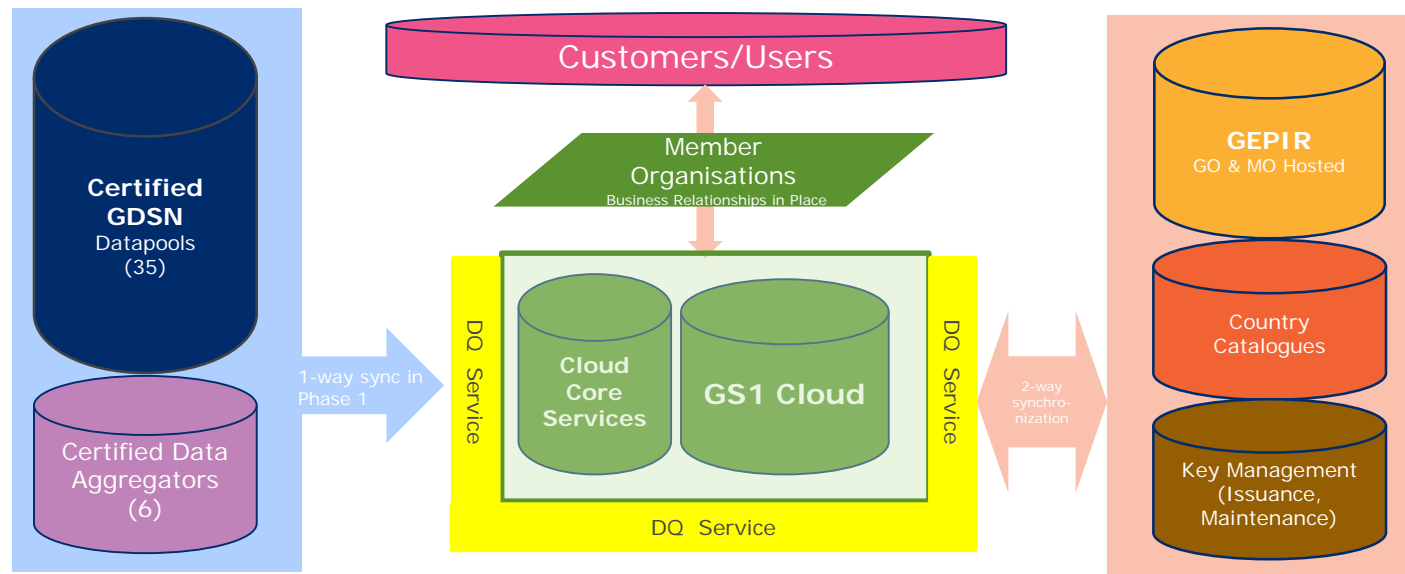 Customers/Users
Member
Organisations
Business Relationships in Place
Certified
GDSN
Datapools
(35)
Certified Data
Aggregators
(6)
1-way sync in
Phase 1
DQ Service
Cloud
Core
Services
GS1 Cloud
DQ Service
DQ Service
2-way
synchro-
nization
GEPIR
GO & MO Hosted
Country
Catalogues
Key Management
(Issuance,
Maintenance)